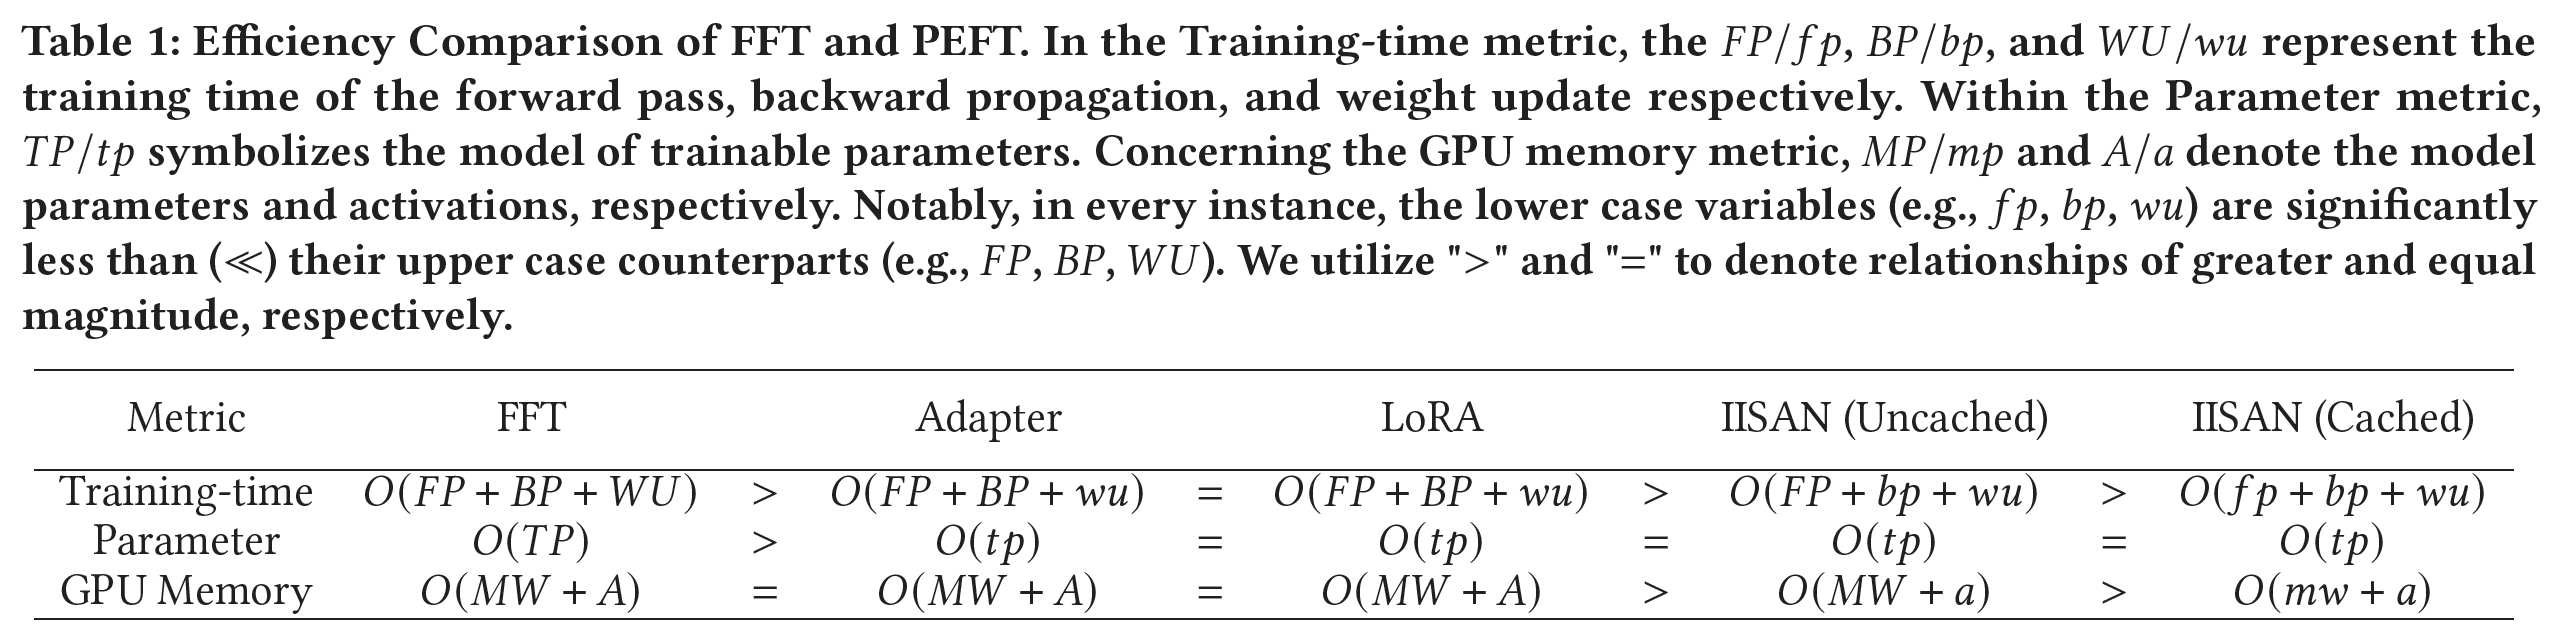 Table 1: Efficiency Comparison of FFT and PEFT. In the Training-time metric, the FP/fp, BP/bp, and WU/wu represent the
training time of the forward pass, backward propagation, and weight update respectively. Within the Parameter metric,
TP/tp symbolizes the model of trainable parameters. Concerning the GPU memory metric, MP/mp and A/a denote the model
parameters and activations, respectively. Notably, in every instance, the lower case variables (e.g., fp, bp, wu) are significantly
less than (≪) their upper case counterparts (e.g., FP, BP, WU). We utilize ">" and "=" to denote relationships of greater and equal
magnitude, respectively.
Metric FFT Adapter LoRA IISAN (Uncached) IISAN (Cached)
Training-time O(FP + BP + WU) > O(FP + BP + wu) = O(FP + BP + wu) > O(FP + bp + wu) > O(fp + bp + wu)
Parameter O(TP) > O(tp) = O(tp) = O(tp) = O(tp)
GPU Memory O(MW + A) = O(MW + A) = O(MW + A) > O(MW + a) > O(mw + a)